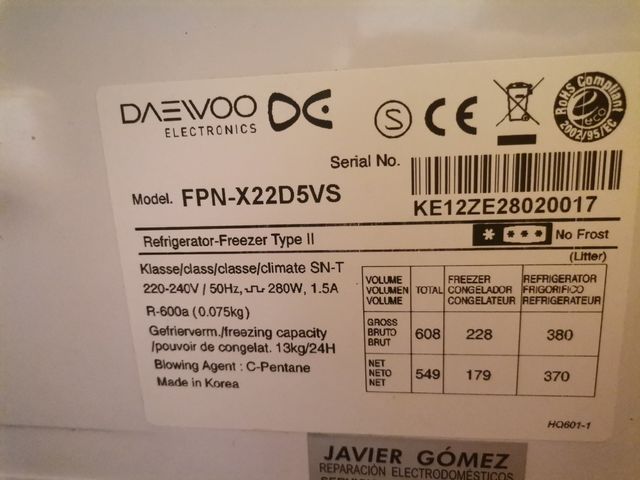 DAEWOO
ELECTRONICS
S
CE
RoHS Compliant
2002/95/EC
Serial No.
KE12ZE28020017
Model. FPN-X22D5VS
Refrigerator-Freezer Type II
* *** No Frost
(Litter)
Klasse/class/classe/climate SN-T
220-240V / 50Hz, 280W, 1.5A
R-600a (0.075kg)
Gefrierverm./freezing capacity
/pouvoir de congelat. 13kg/24H
Blowing Agent : C-Pentane
Made in Korea
VOLUME VOLUMEN VOLUME TOTAL FREEZER CONGELADOR CONGELATEUR REFRIGERATOR FRIGORIFICO REFRIGERATEUR
GROSS BRUTO BRUT 608 228 380
NET NETO NET 549 179 370
HQ601-1
JAVIER GÓMEZ
REPARACIÓN ELECTRODOMÉSTICOS